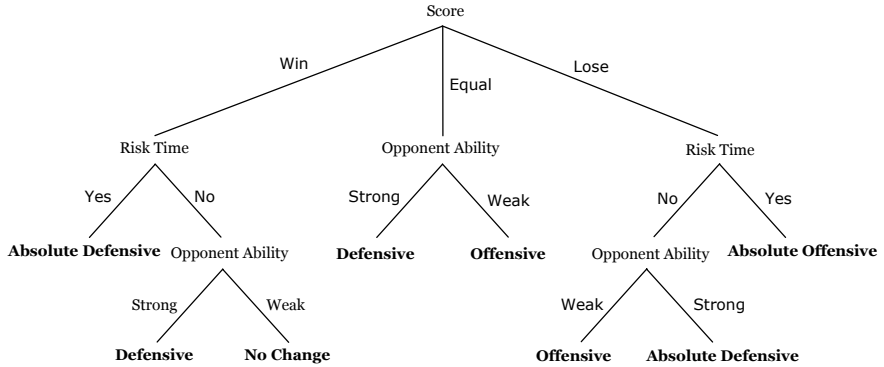 Score
Win
Equal
Lose
Risk Time
Opponent Ability
Risk Time
Yes
No
Strong
Weak
No
Yes
Absolute Defensive
Opponent Ability
Defensive
Offensive
Opponent Ability
Absolute Offensive
Strong
Weak
Weak
Strong
Defensive
No Change
Offensive
Absolute Defensive